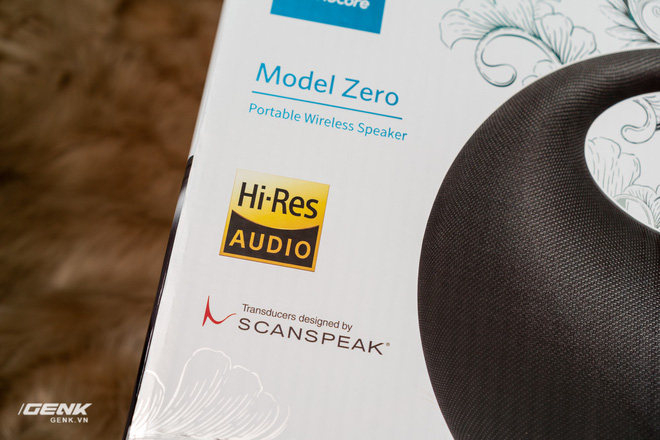 Model Zero
Portable Wireless Speaker
Hi-Res
AUDIO
Transducers designed by
SCANSPEAK®
GENK
GENK.VN